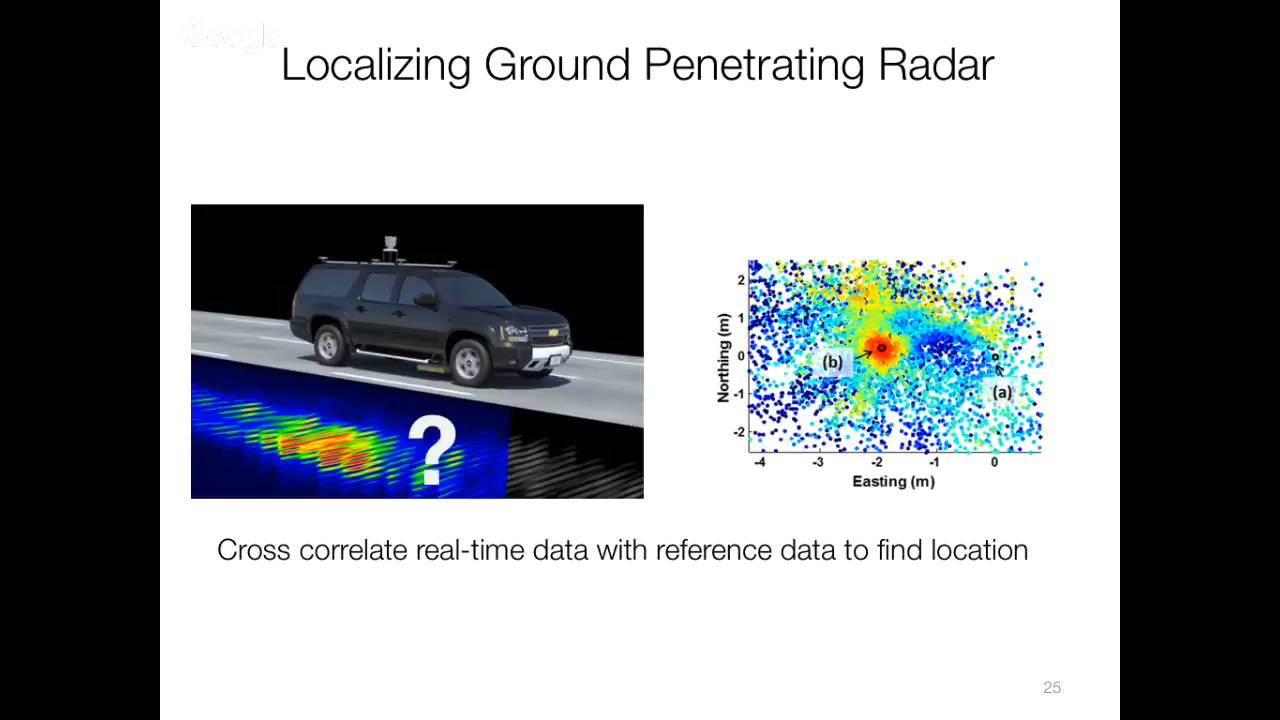 Google
Localizing Ground Penetrating Radar
?
2
1
0
-1
-2
Northing (m)
(b)
(a)
-4 -3 -2 -1 0
Easting (m)
Cross correlate real-time data with reference data to find location
25